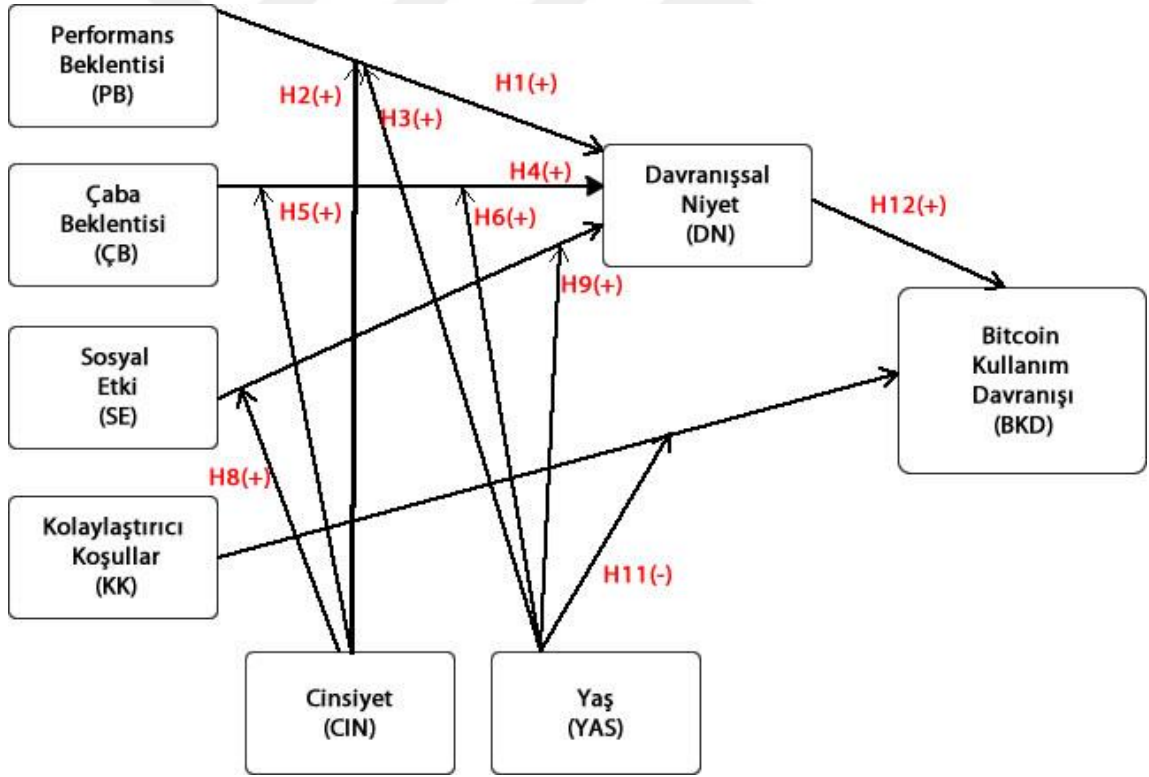 Performans
Beklentisi
(PB)
H2(+)
H1(+)
H3(+)
Çaba
Beklentisi
(ÇB)
H4(+)
H5(+)
H6(+)
Davranışsal
Niyet
(DN)
H12(+)
H9(+)
Sosyal
Etki
(SE)
Bitcoin
Kullanım
Davranışı
(BKD)
H8(+)
Kolaylaştırıcı
Koşullar
(KK)
H11(-)
Cinsiyet
(CIN)
Yaş
(YAS)